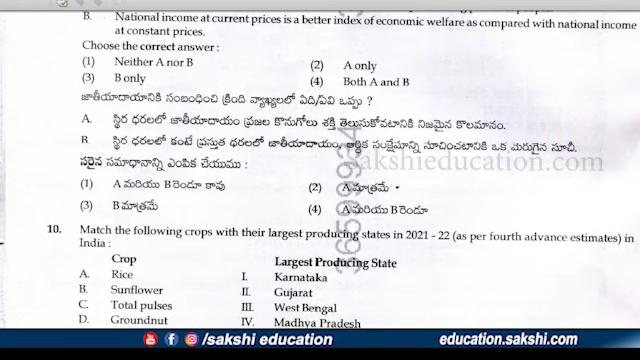 B. National income at current prices is a better index of economic welfare as compared with national income
at constant prices.
Choose the correct answer :
(1) Neither A nor B (2) A only
(3) B only (4) Both A and B
జాతీయాదాయానికి సంబంధించి క్రింది వ్యాఖ్యలలో ఏది/ఏవి ఒప్పు ?
A. స్థిర ధరలలో జాతీయాదాయం ప్రజల కొనుగోలు శక్తి తెలుసుకోవటానికి నిజమైన కొలమానం.
B. స్థిర ధరలలో కంటే ప్రస్తుత ధరలలో జాతీయాదాయం, ఆర్థిక సంక్షేమాన్ని సూచించటానికి ఒక మెరుగైన సూచీ.
సరైన సమాధానాన్ని ఎంపిక చేయుము :
(1) A మరియు B రెండూ కావు (2) A మాత్రమే
(3) B మాత్రమే (4) A మరియు B రెండూ
sakshieducation.com
36509934
10. Match the following crops with their largest producing states in 2021 - 22 (as per fourth advance estimates) in
India :
Crop Largest Producing State
A. Rice I. Karnataka
B. Sunflower II. Gujarat
C. Total pulses III. West Bengal
D. Groundnut IV. Madhya Pradesh
/sakshi education education.sakshi.com